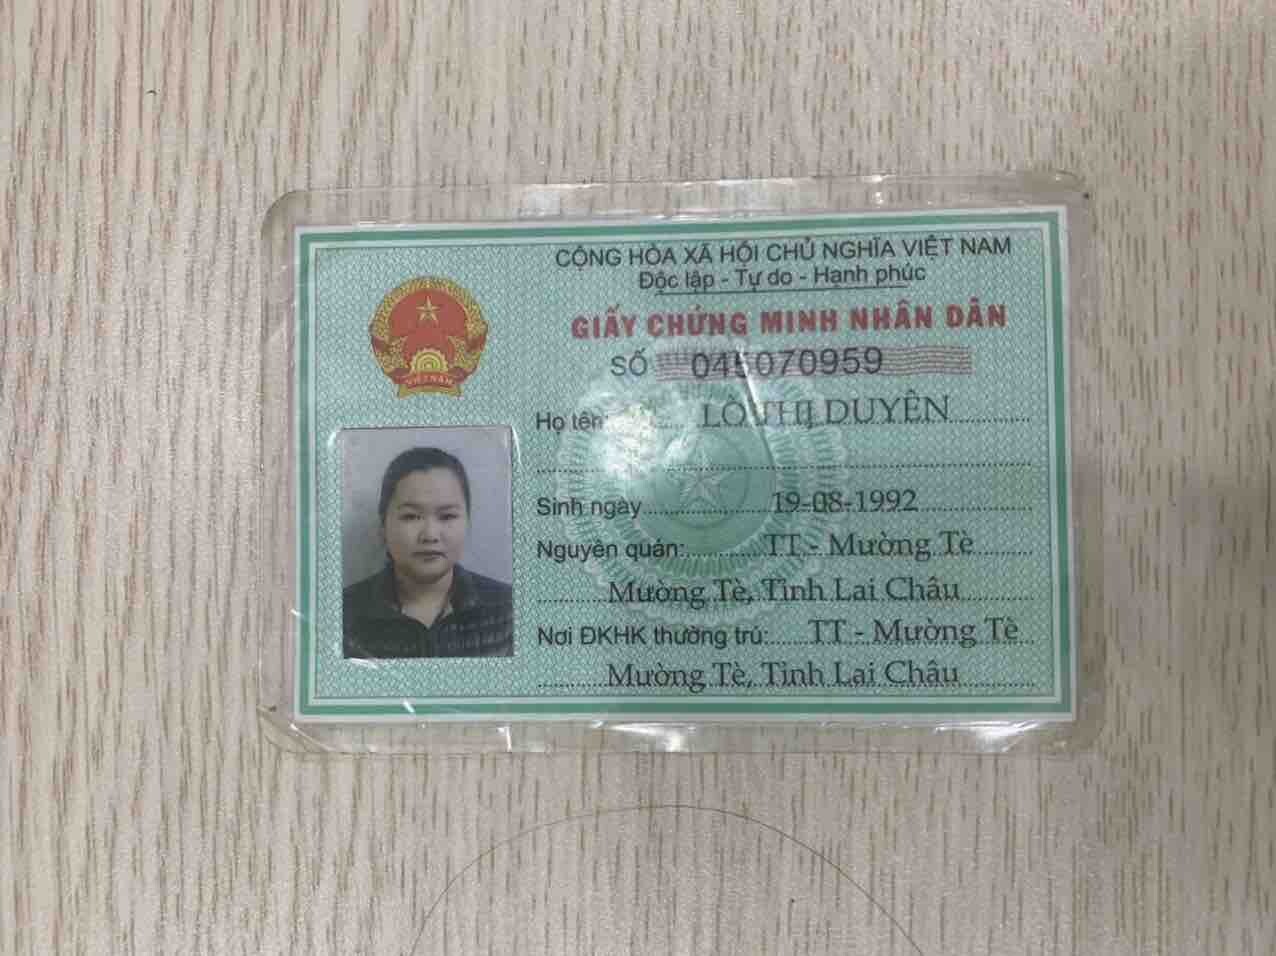 CỘNG HÒA XÃ HỘI CHỦ NGHĨA VIỆT NAM
Độc lập - Tự do - Hạnh phúc
GIẤY CHỨNG MINH NHÂN DÂN
SỐ 045070959
Họ tên: LÒ THỊ DUYÊN
Sinh ngày 19-08-1992
Nguyên quán: TT - Mường Tè
Mường Tè, Tỉnh Lai Châu
Nơi ĐKHK thường trú: TT - Mường Tè
Mường Tè, Tỉnh Lai Châu
VIỆT NAM